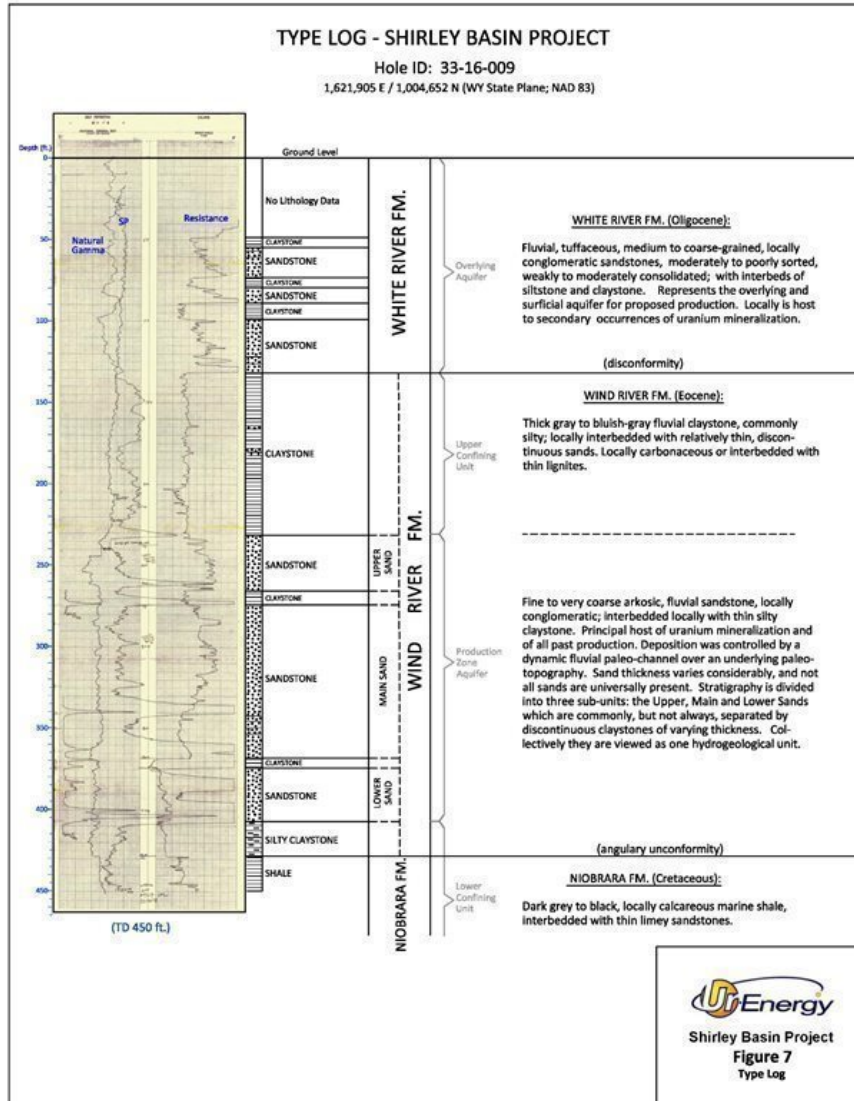 TYPE LOG - SHIRLEY BASIN PROJECT
Hole ID: 33-16-009
1,621,905 E / 1,004,652 N (WY State Plane; NAD 83)
Depth (ft.)
0
50
100
150
200
250
300
350
400
450
Natural
Gamma
SP
Resistance
(TD 450 ft.)
Ground Level
No Lithology Data
CLAYSTONE
SANDSTONE
CLAYSTONE
SANDSTONE
CLAYSTONE
SANDSTONE
CLAYSTONE
SANDSTONE
CLAYSTONE
SANDSTONE
CLAYSTONE
SANDSTONE
SILTY CLAYSTONE
SHALE
UPPER
SAND
MAIN SAND
LOWER
SAND
WHITE RIVER FM.
WIND RIVER FM.
NIOBRARA FM.
Overlying
Aquifer
Upper
Confining
Unit
Production
Zone
Aquifer
Lower
Confining
Unit
WHITE RIVER FM. (Oligocene):
Fluvial, tuffaceous, medium to coarse-grained, locally
conglomeratic sandstones, moderately to poorly sorted,
weakly to moderately consolidated; with interbeds of
siltstone and claystone. Represents the overlying and
surficial aquifer for proposed production. Locally is host
to secondary occurrences of uranium mineralization.
(disconformity)
WIND RIVER FM. (Eocene):
Thick gray to bluish-gray fluvial claystone, commonly
silty; locally interbedded with relatively thin, discon-
tinuous sands. Locally carbonaceous or interbedded with
thin lignites.
Fine to very coarse arkosic, fluvial sandstone, locally
conglomeratic; interbedded locally with thin silty
claystone. Principal host of uranium mineralization and
of all past production. Deposition was controlled by a
dynamic fluvial paleo-channel over an underlying paleo-
topography. Sand thickness varies considerably, and not
all sands are universally present. Stratigraphy is divided
into three sub-units: the Upper, Main and Lower Sands
which are commonly, but not always, separated by
discontinuous claystones of varying thickness. Col-
lectively they are viewed as one hydrogeological unit.
(angulary unconformity)
NIOBRARA FM. (Cretaceous):
Dark grey to black, locally calcareous marine shale,
interbedded with thin limey sandstones.
Ur Energy
Shirley Basin Project
Figure 7
Type Log